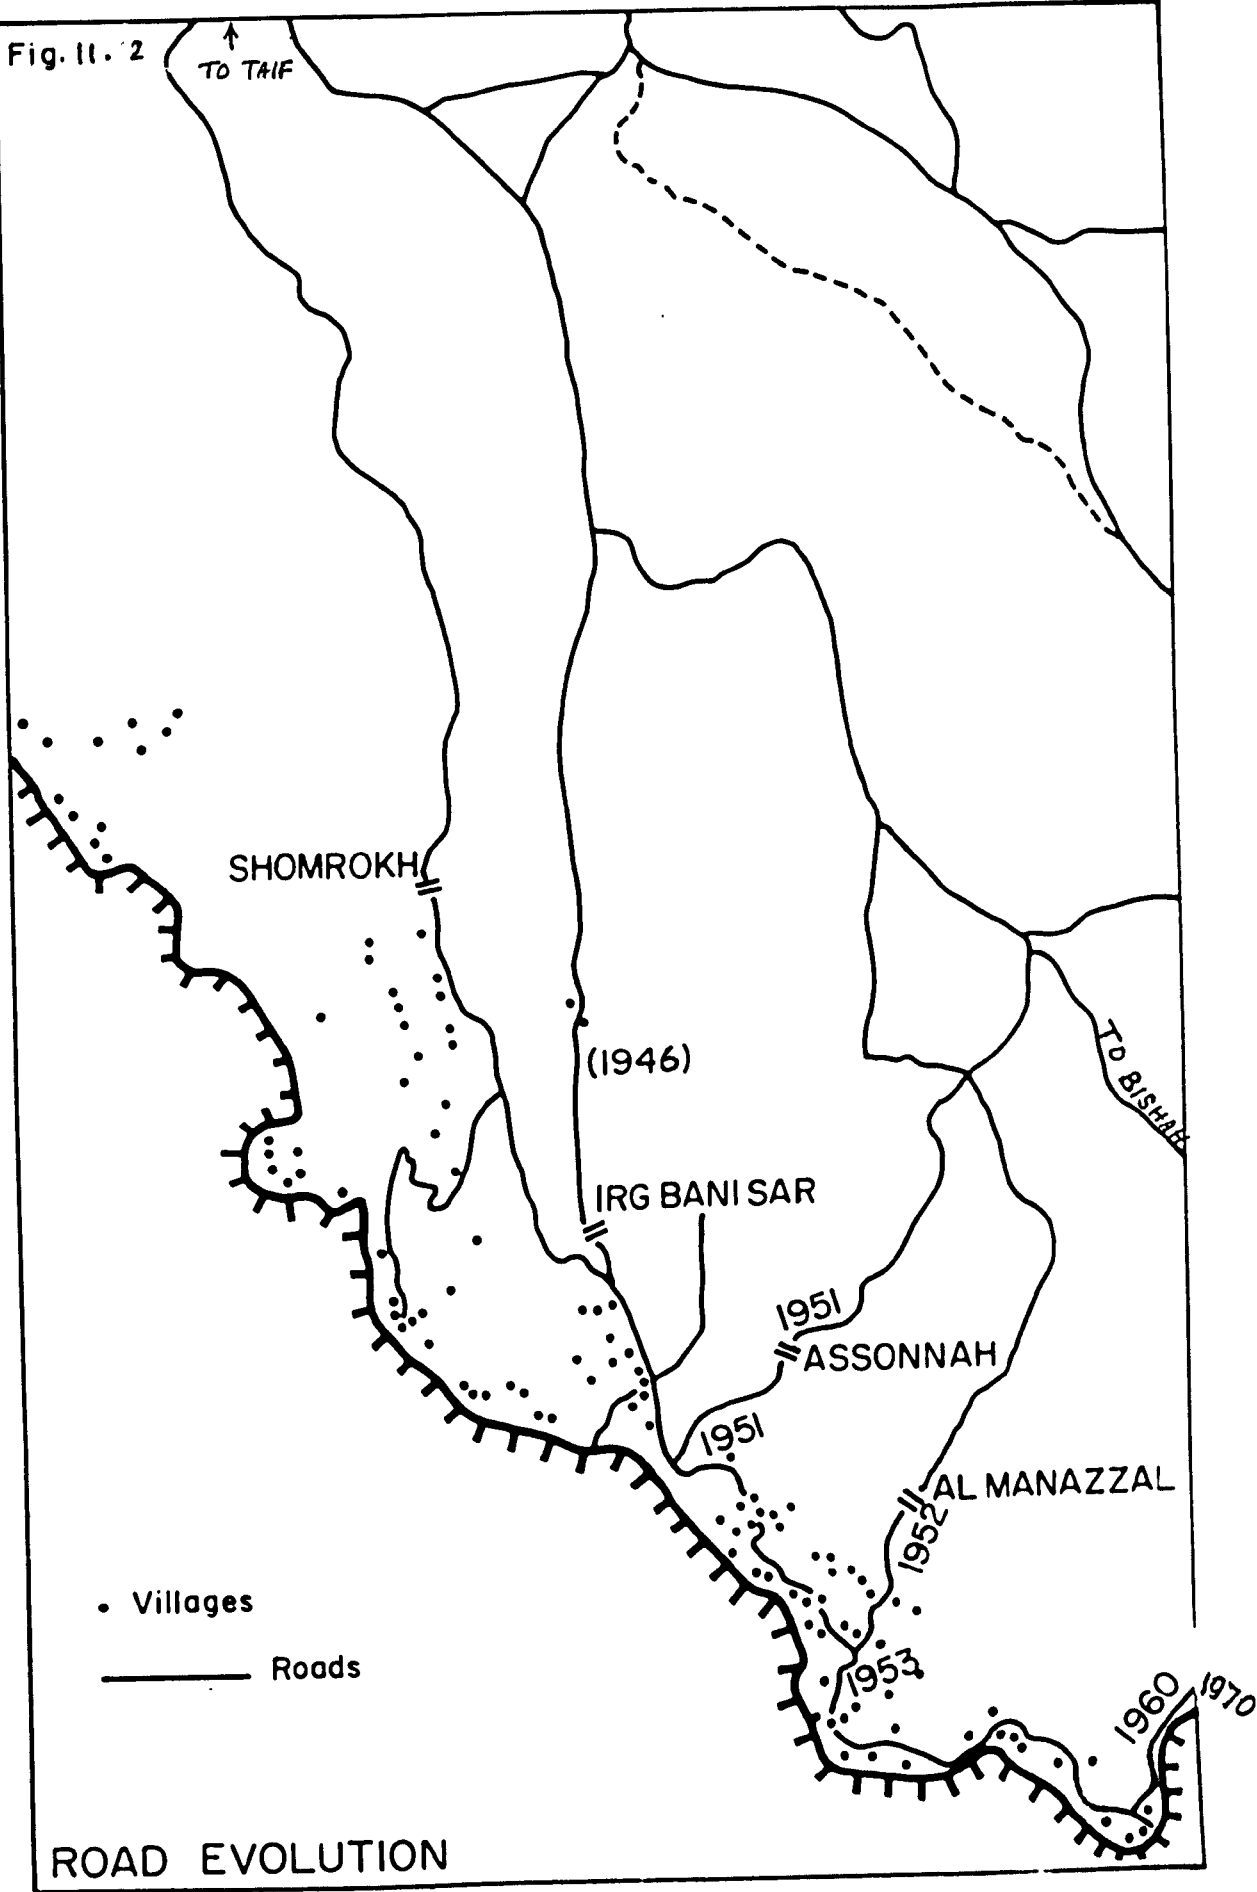 Fig. 11. 2
TO TAIF
SHOMROKH
(1946)
TO BISHAH
IRG BANI SAR
1951
ASSONNAH
1951
AL MANAZZAL
1952
Villages
Roads
1953
1960
1970
ROAD EVOLUTION